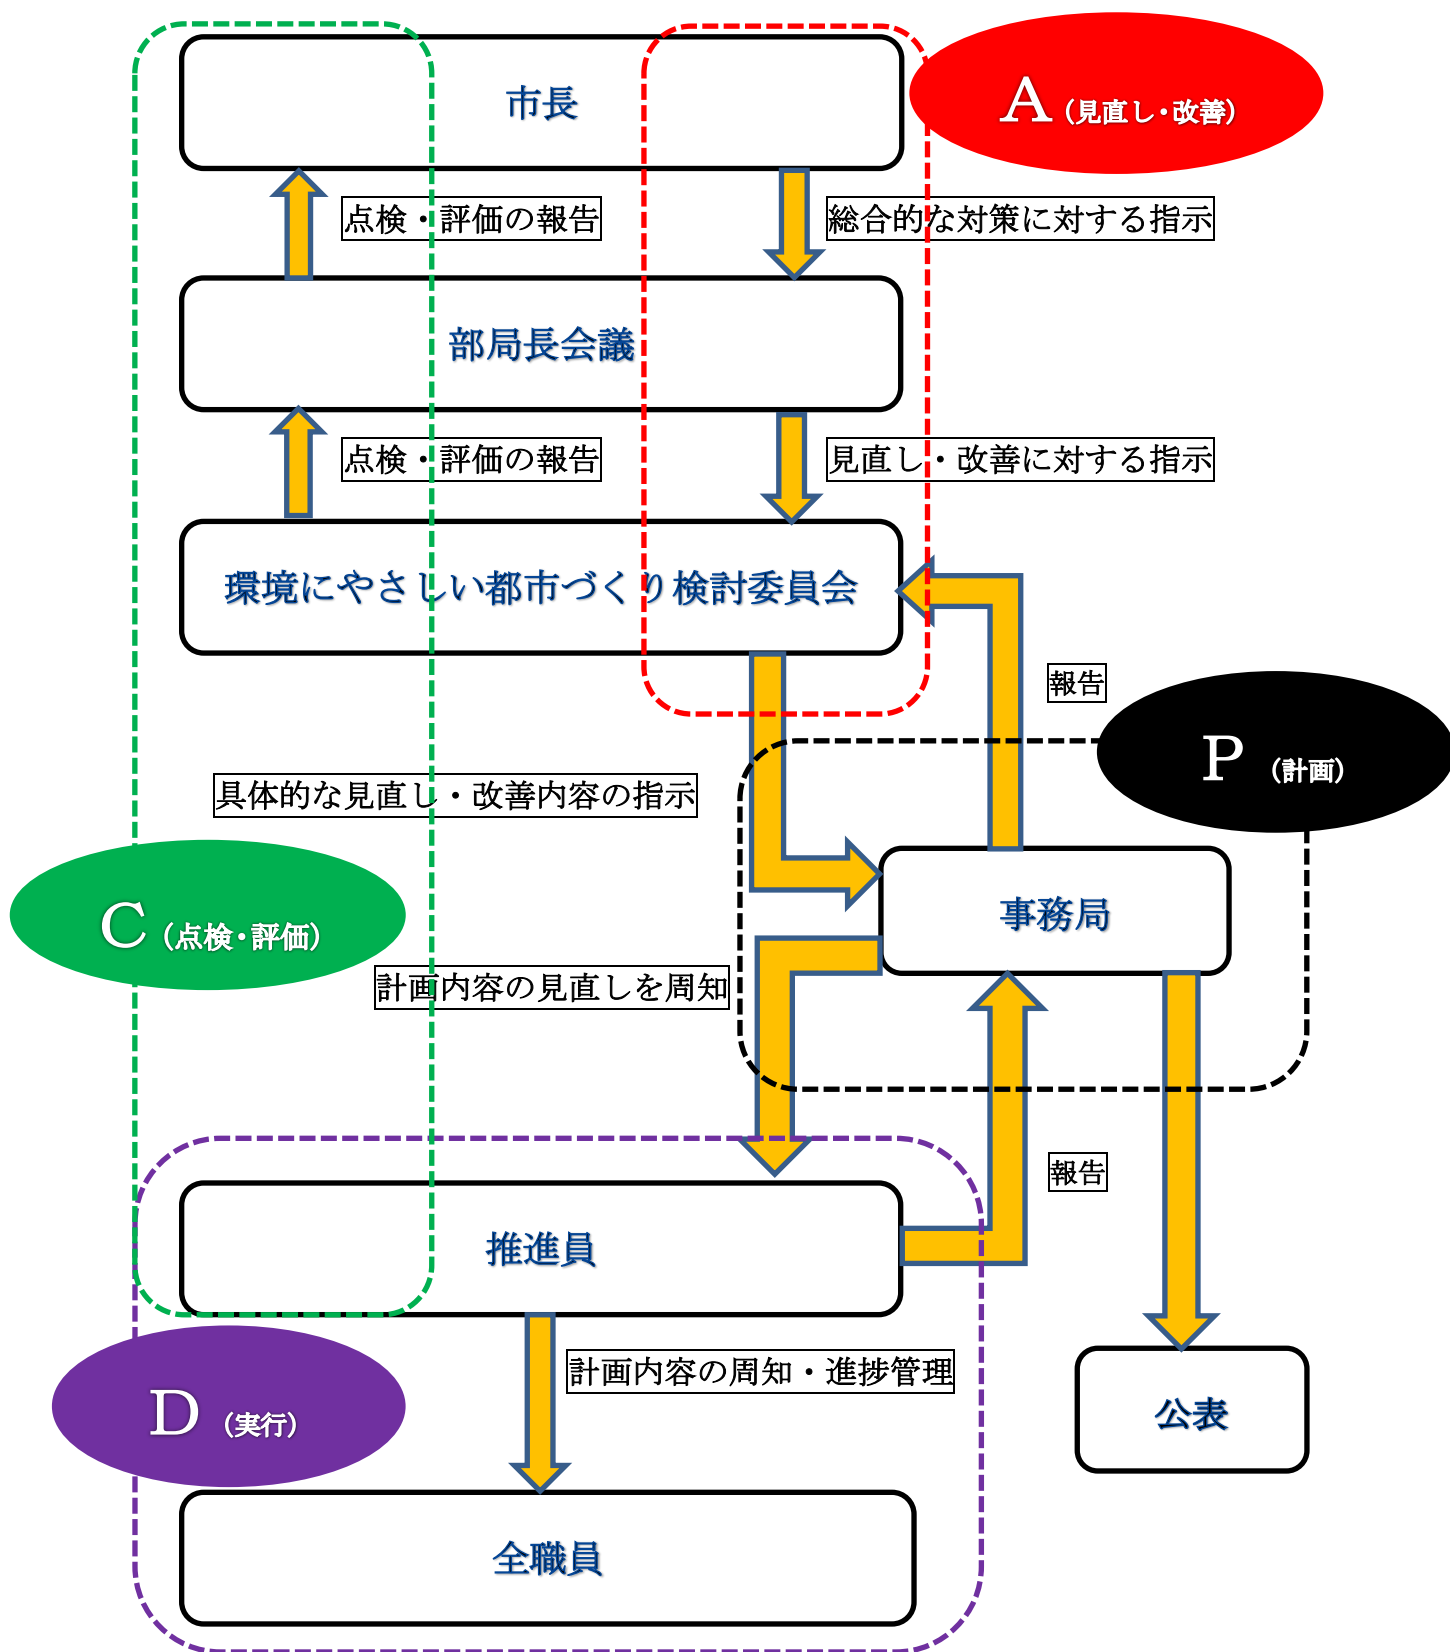 市長
A（見直し・改善）
点検・評価の報告
総合的な対策に対する指示
部局長会議
点検・評価の報告
見直し・改善に対する指示
環境にやさしい都市づくり検討委員会
報告
P（計画）
具体的な見直し・改善内容の指示
C（点検・評価）
事務局
計画内容の見直しを周知
報告
推進員
計画内容の周知・進捗管理
D（実行）
公表
全職員